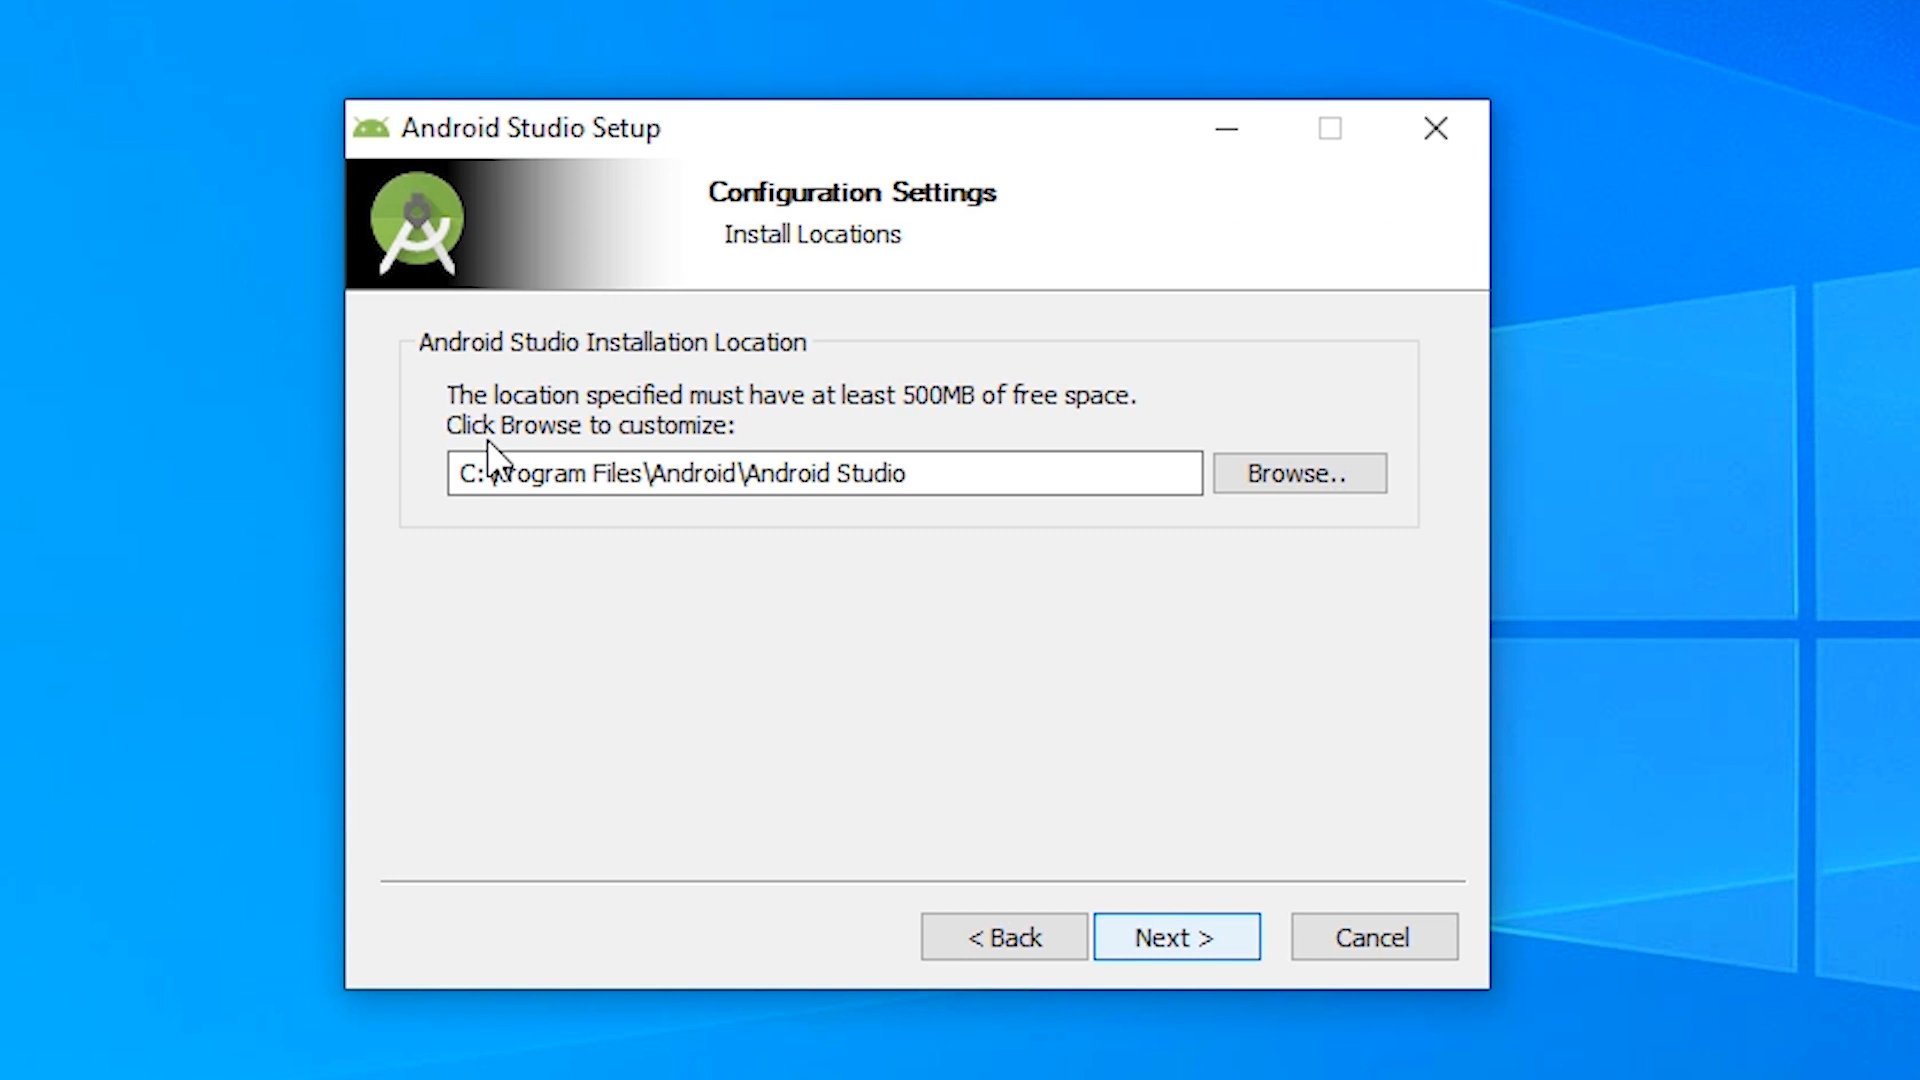 Android Studio Setup
Configuration Settings
Install Locations
Android Studio Installation Location
The location specified must have at least 500MB of free space.
Click Browse to customize:
C:\Program Files\Android\Android Studio
Browse..
< Back
Next >
Cancel